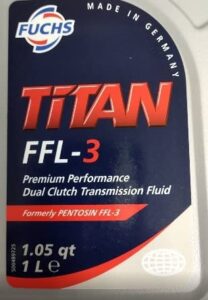 FUCHS
MADE IN GERMANY
TITAN
FFL-3
Premium Performance
Dual Clutch Transmission Fluid
Formerly PENTOSIN FFL-3
1.05 qt
1 L ℮